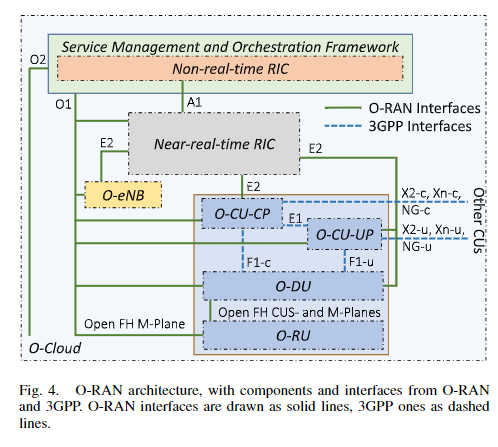 Service Management and Orchestration Framework
Non-real-time RIC
O2
O1
A1
O-RAN Interfaces
3GPP Interfaces
Near-real-time RIC
E2
E2
E2
O-eNB
O-CU-CP
X2-c, Xn-c,
NG-c
E1
O-CU-UP
X2-u, Xn-u,
NG-u
Other CUs
F1-c
F1-u
O-DU
Open FH CUS- and M-Planes
Open FH M-Plane
O-RU
O-Cloud
Fig. 4. O-RAN architecture, with components and interfaces from O-RAN
and 3GPP. O-RAN interfaces are drawn as solid lines, 3GPP ones as dashed
lines.